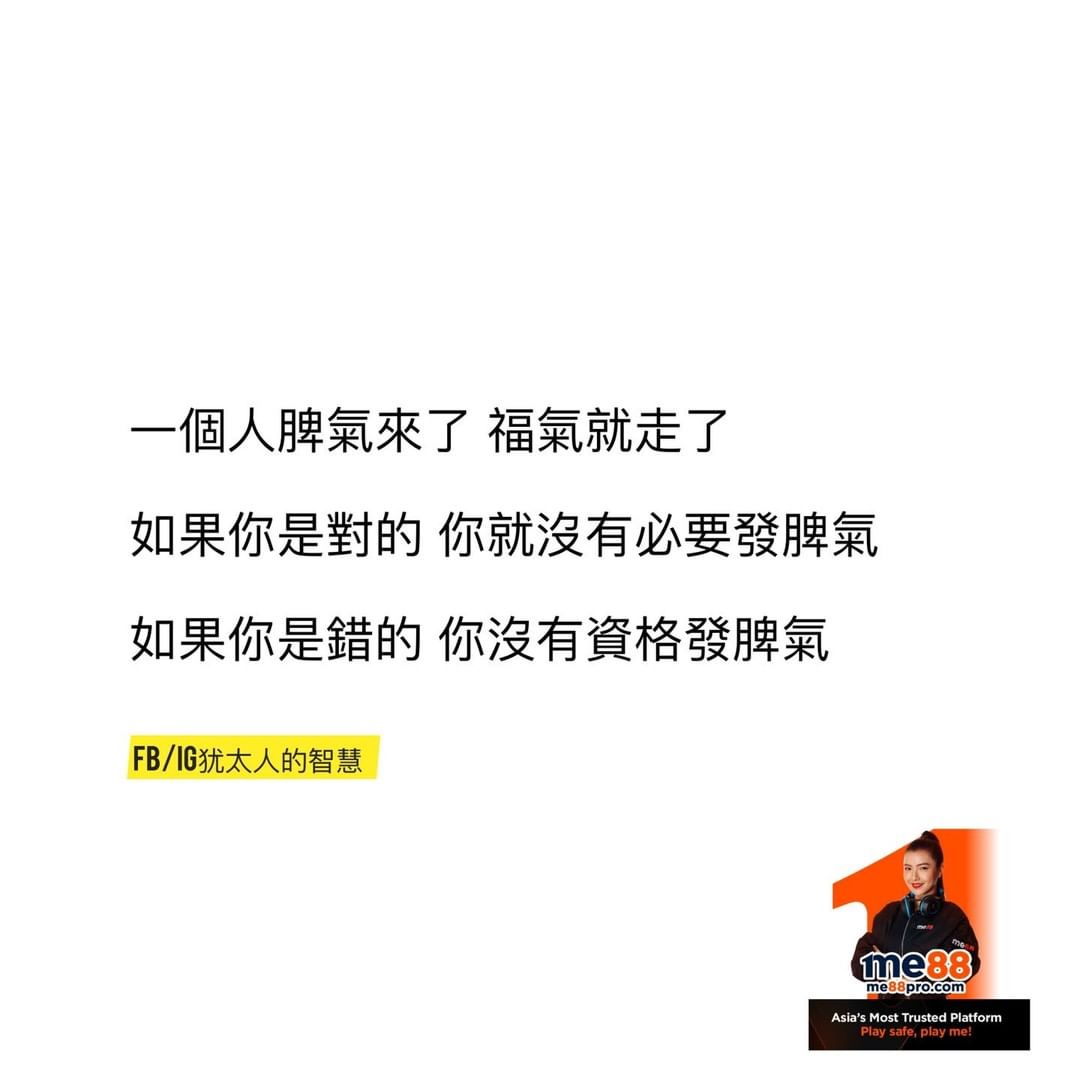 一個人脾氣來了 福氣就走了
如果你是對的 你就沒有必要發脾氣
如果你是錯的 你沒有資格發脾氣
FB/IG犹太人的智慧
me88
me88
1me88
me88pro.com
Asia's Most Trusted Platform
Play safe, play me!